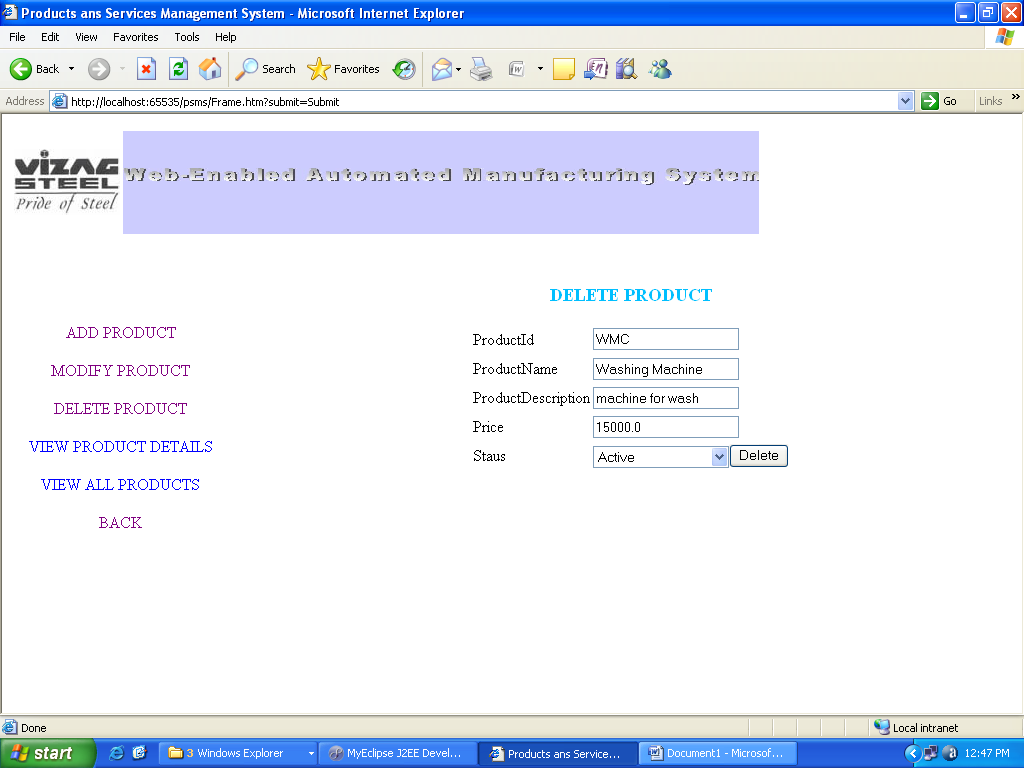 Products ans Services Management System - Microsoft Internet Explorer
File Edit View Favorites Tools Help
Back Search Favorites
Address http://localhost:65535/psms/Frame.htm?submit=Submit Go Links »
VIZAG
STEEL
Pride of Steel
Web-Enabled Automated Manufacturing System
DELETE PRODUCT
ADD PRODUCT
MODIFY PRODUCT
DELETE PRODUCT
VIEW PRODUCT DETAILS
VIEW ALL PRODUCTS
BACK
ProductId WMC
ProductName Washing Machine
ProductDescription machine for wash
Price 15000.0
Staus Active Delete
Done Local intranet
start 3 Windows Explorer MyEclipse J2EE Devel... Products ans Service... Document1 - Microsof... 12:47 PM